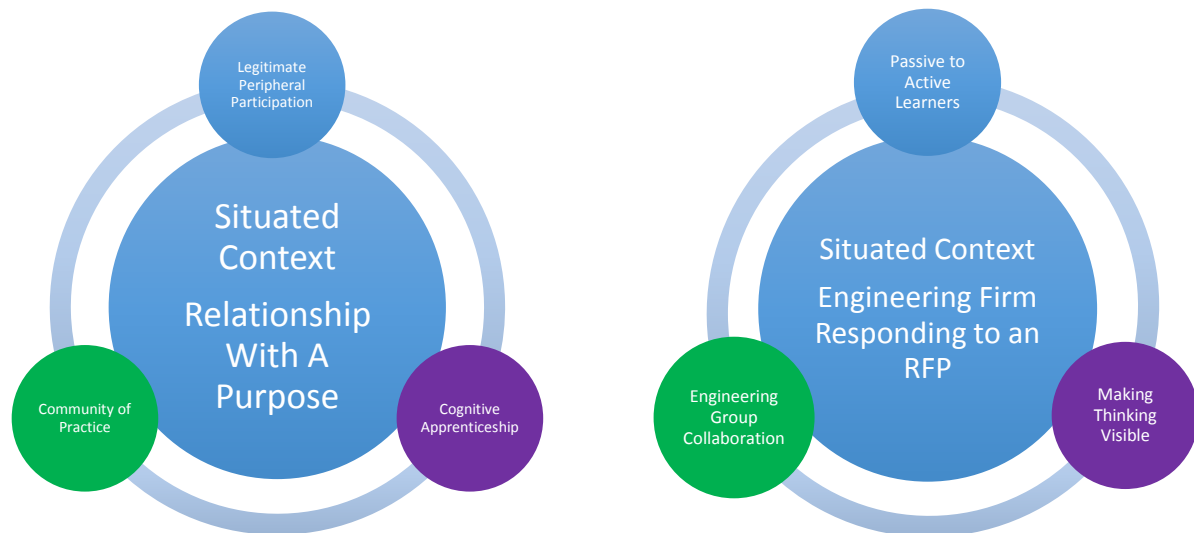 Legitimate
Peripheral
Participation
Situated
Context
Relationship
With A
Purpose
Community of
Practice
Cognitive
Apprenticeship
Passive to
Active
Learners
Situated Context
Engineering Firm
Responding to an
RFP
Engineering
Group
Collaboration
Making
Thinking
Visible